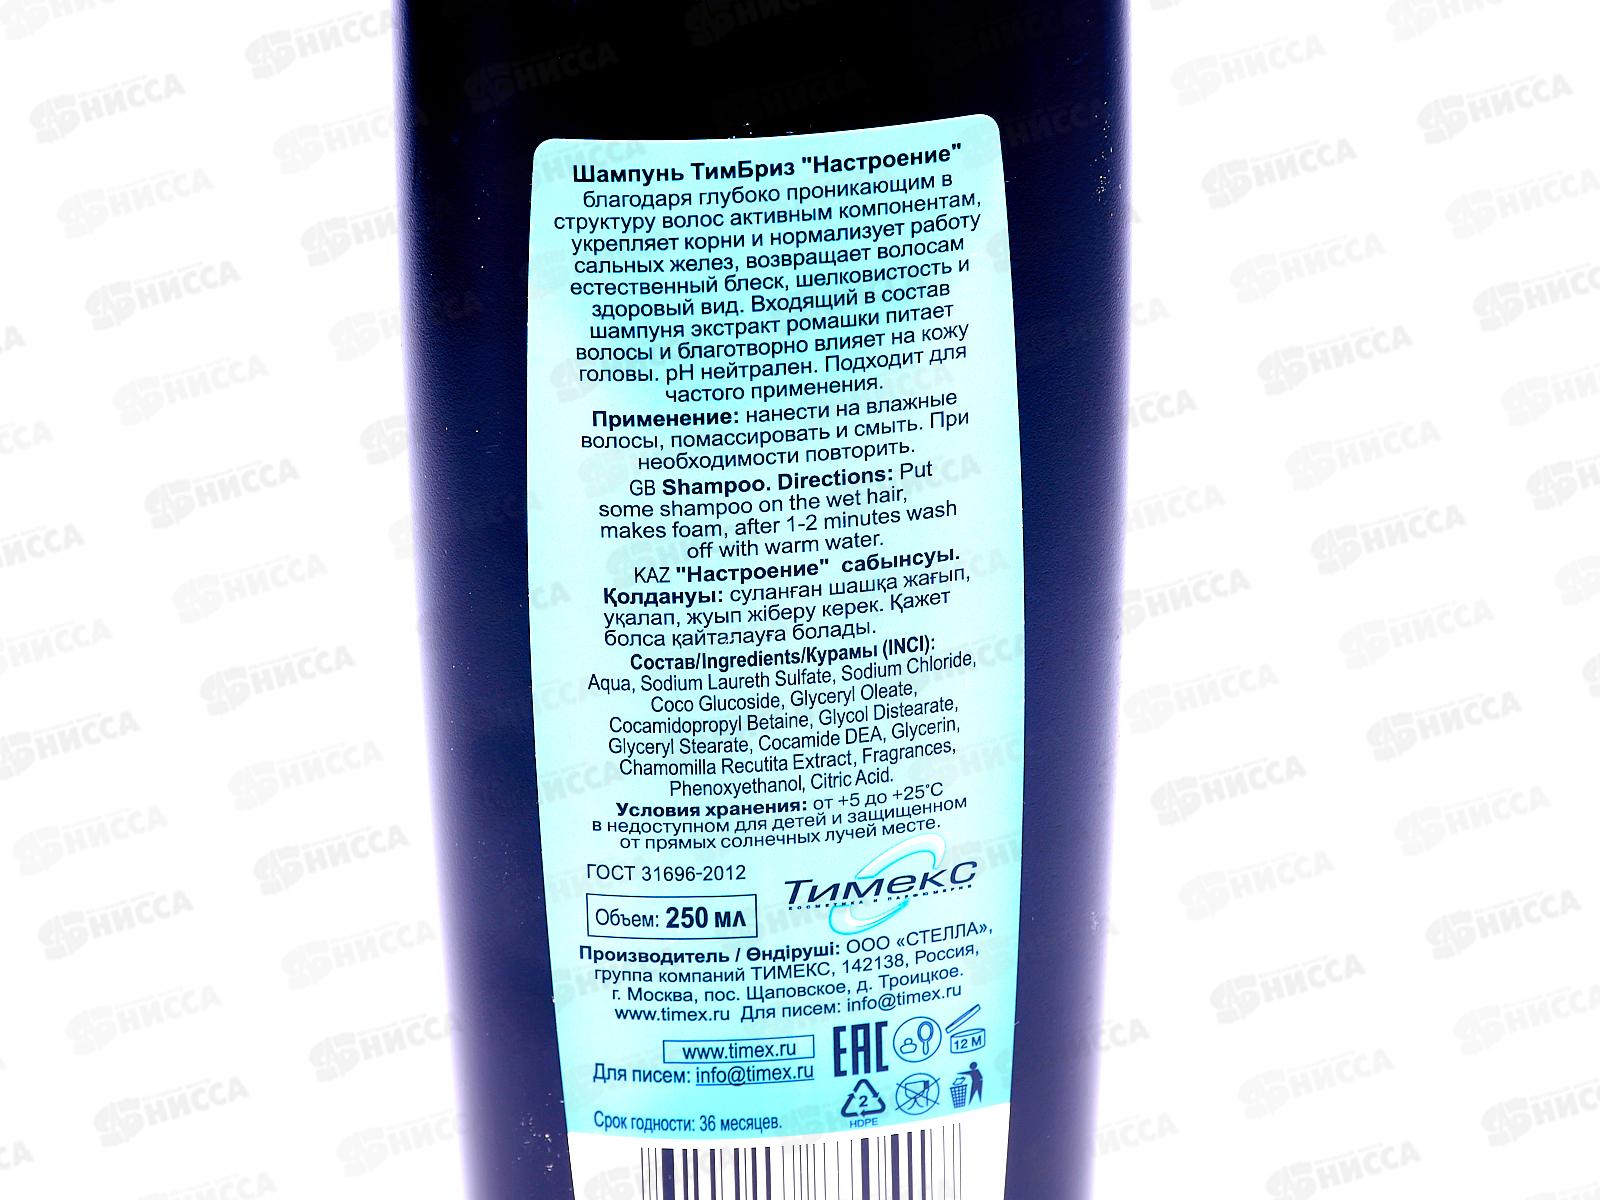 Шампунь ТимБриз "Настроение"
благодаря глубоко проникающим в
структуру волос активным компонентам,
укрепляет корни и нормализует работу
сальных желез, возвращает волосам
естественный блеск, шелковистость и
здоровый вид. Входящий в состав
шампуня экстракт ромашки питает
волосы и благотворно влияет на кожу
головы. pH нейтрален. Подходит для
частого применения.
Применение: нанести на влажные
волосы, помассировать и смыть. При
необходимости повторить.
GB Shampoo. Directions: Put
some shampoo on the wet hair,
makes foam, after 1-2 minutes wash
off with warm water.
KAZ "Настроение" сабынсуы.
Қолдануы: суланған шашқа жағып,
уқалап, жуып жіберу керек. Қажет
болса қайталауға болады.
Состав/Ingredients/Курамы (INCI):
Aqua, Sodium Laureth Sulfate, Sodium Chloride,
Coco Glucoside, Glyceryl Oleate,
Cocamidopropyl Betaine, Glycol Distearate,
Glyceryl Stearate, Cocamide DEA, Glycerin,
Chamomilla Recutita Extract, Fragrances,
Phenoxyethanol, Citric Acid.
Условия хранения: от +5 до +25°C
в недоступном для детей и защищенном
от прямых солнечных лучей месте.
ГОСТ 31696-2012
Тимекс
КОСМЕТИКА И ПАРФЮМЕРИЯ
Объем: 250 мл
Производитель / Өндіруші: ООО «СТЕЛЛА»,
группа компаний ТИМЕКС, 142138, Россия,
г. Москва, пос. Щаповское, д. Троицкое.
www.timex.ru Для писем: info@timex.ru
www.timex.ru
Для писем: info@timex.ru
EAC
12 M
2
HDPE
Срок годности: 36 месяцев.
НИССА